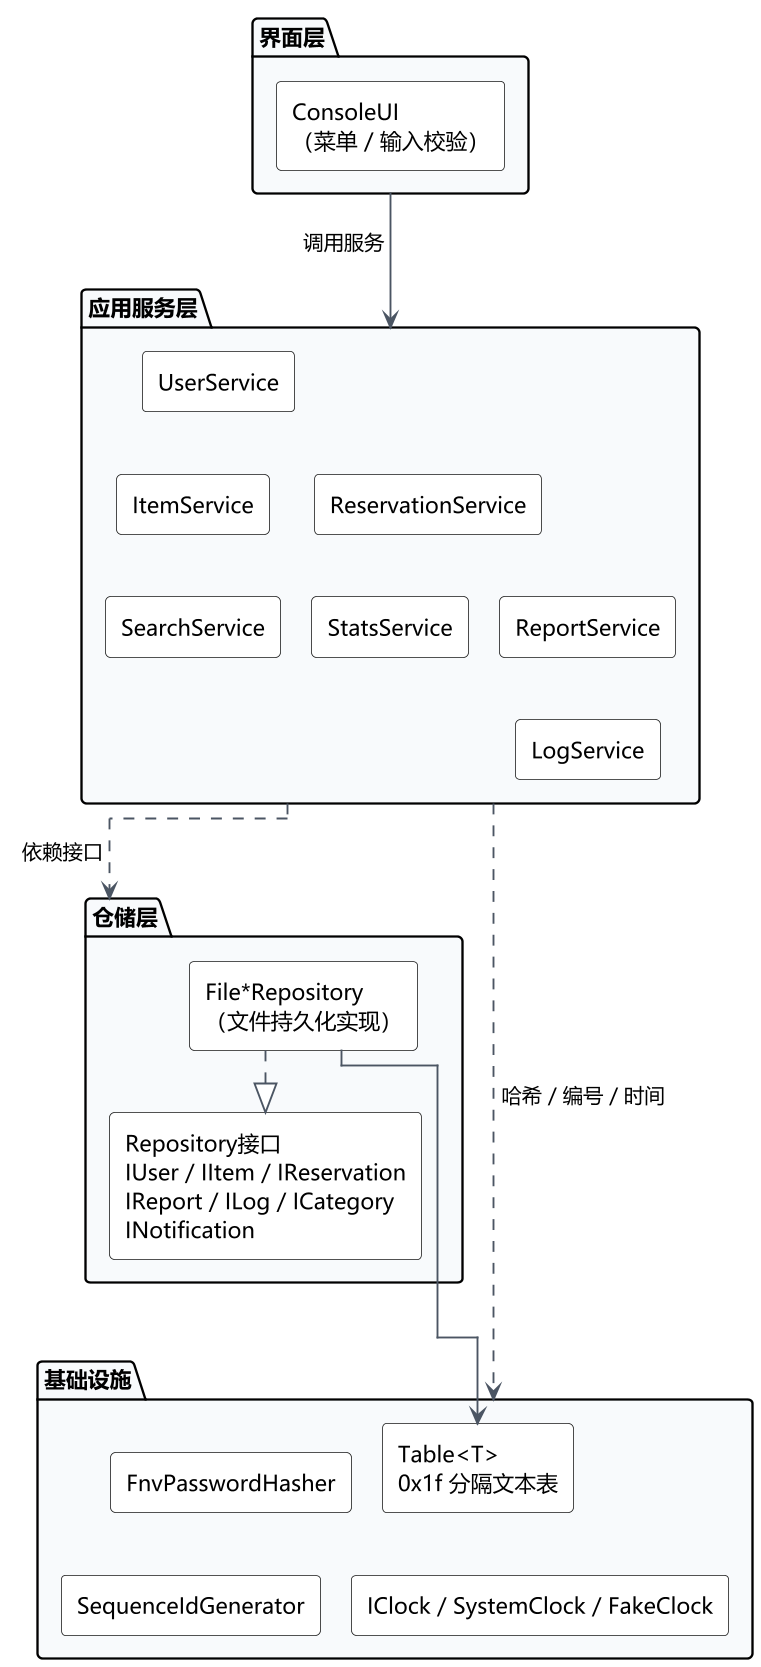 界面层
ConsoleUI
（菜单 / 输入校验）
调用服务
应用服务层
UserService
ItemService
ReservationService
SearchService
StatsService
ReportService
LogService
依赖接口
仓储层
File*Repository
（文件持久化实现）
哈希 / 编号 / 时间
Repository接口
IUser / IItem / IReservation
IReport / ILog / ICategory
INotification
基础设施
Table<T>
0x1f 分隔文本表
FnvPasswordHasher
SequenceIdGenerator
IClock / SystemClock / FakeClock